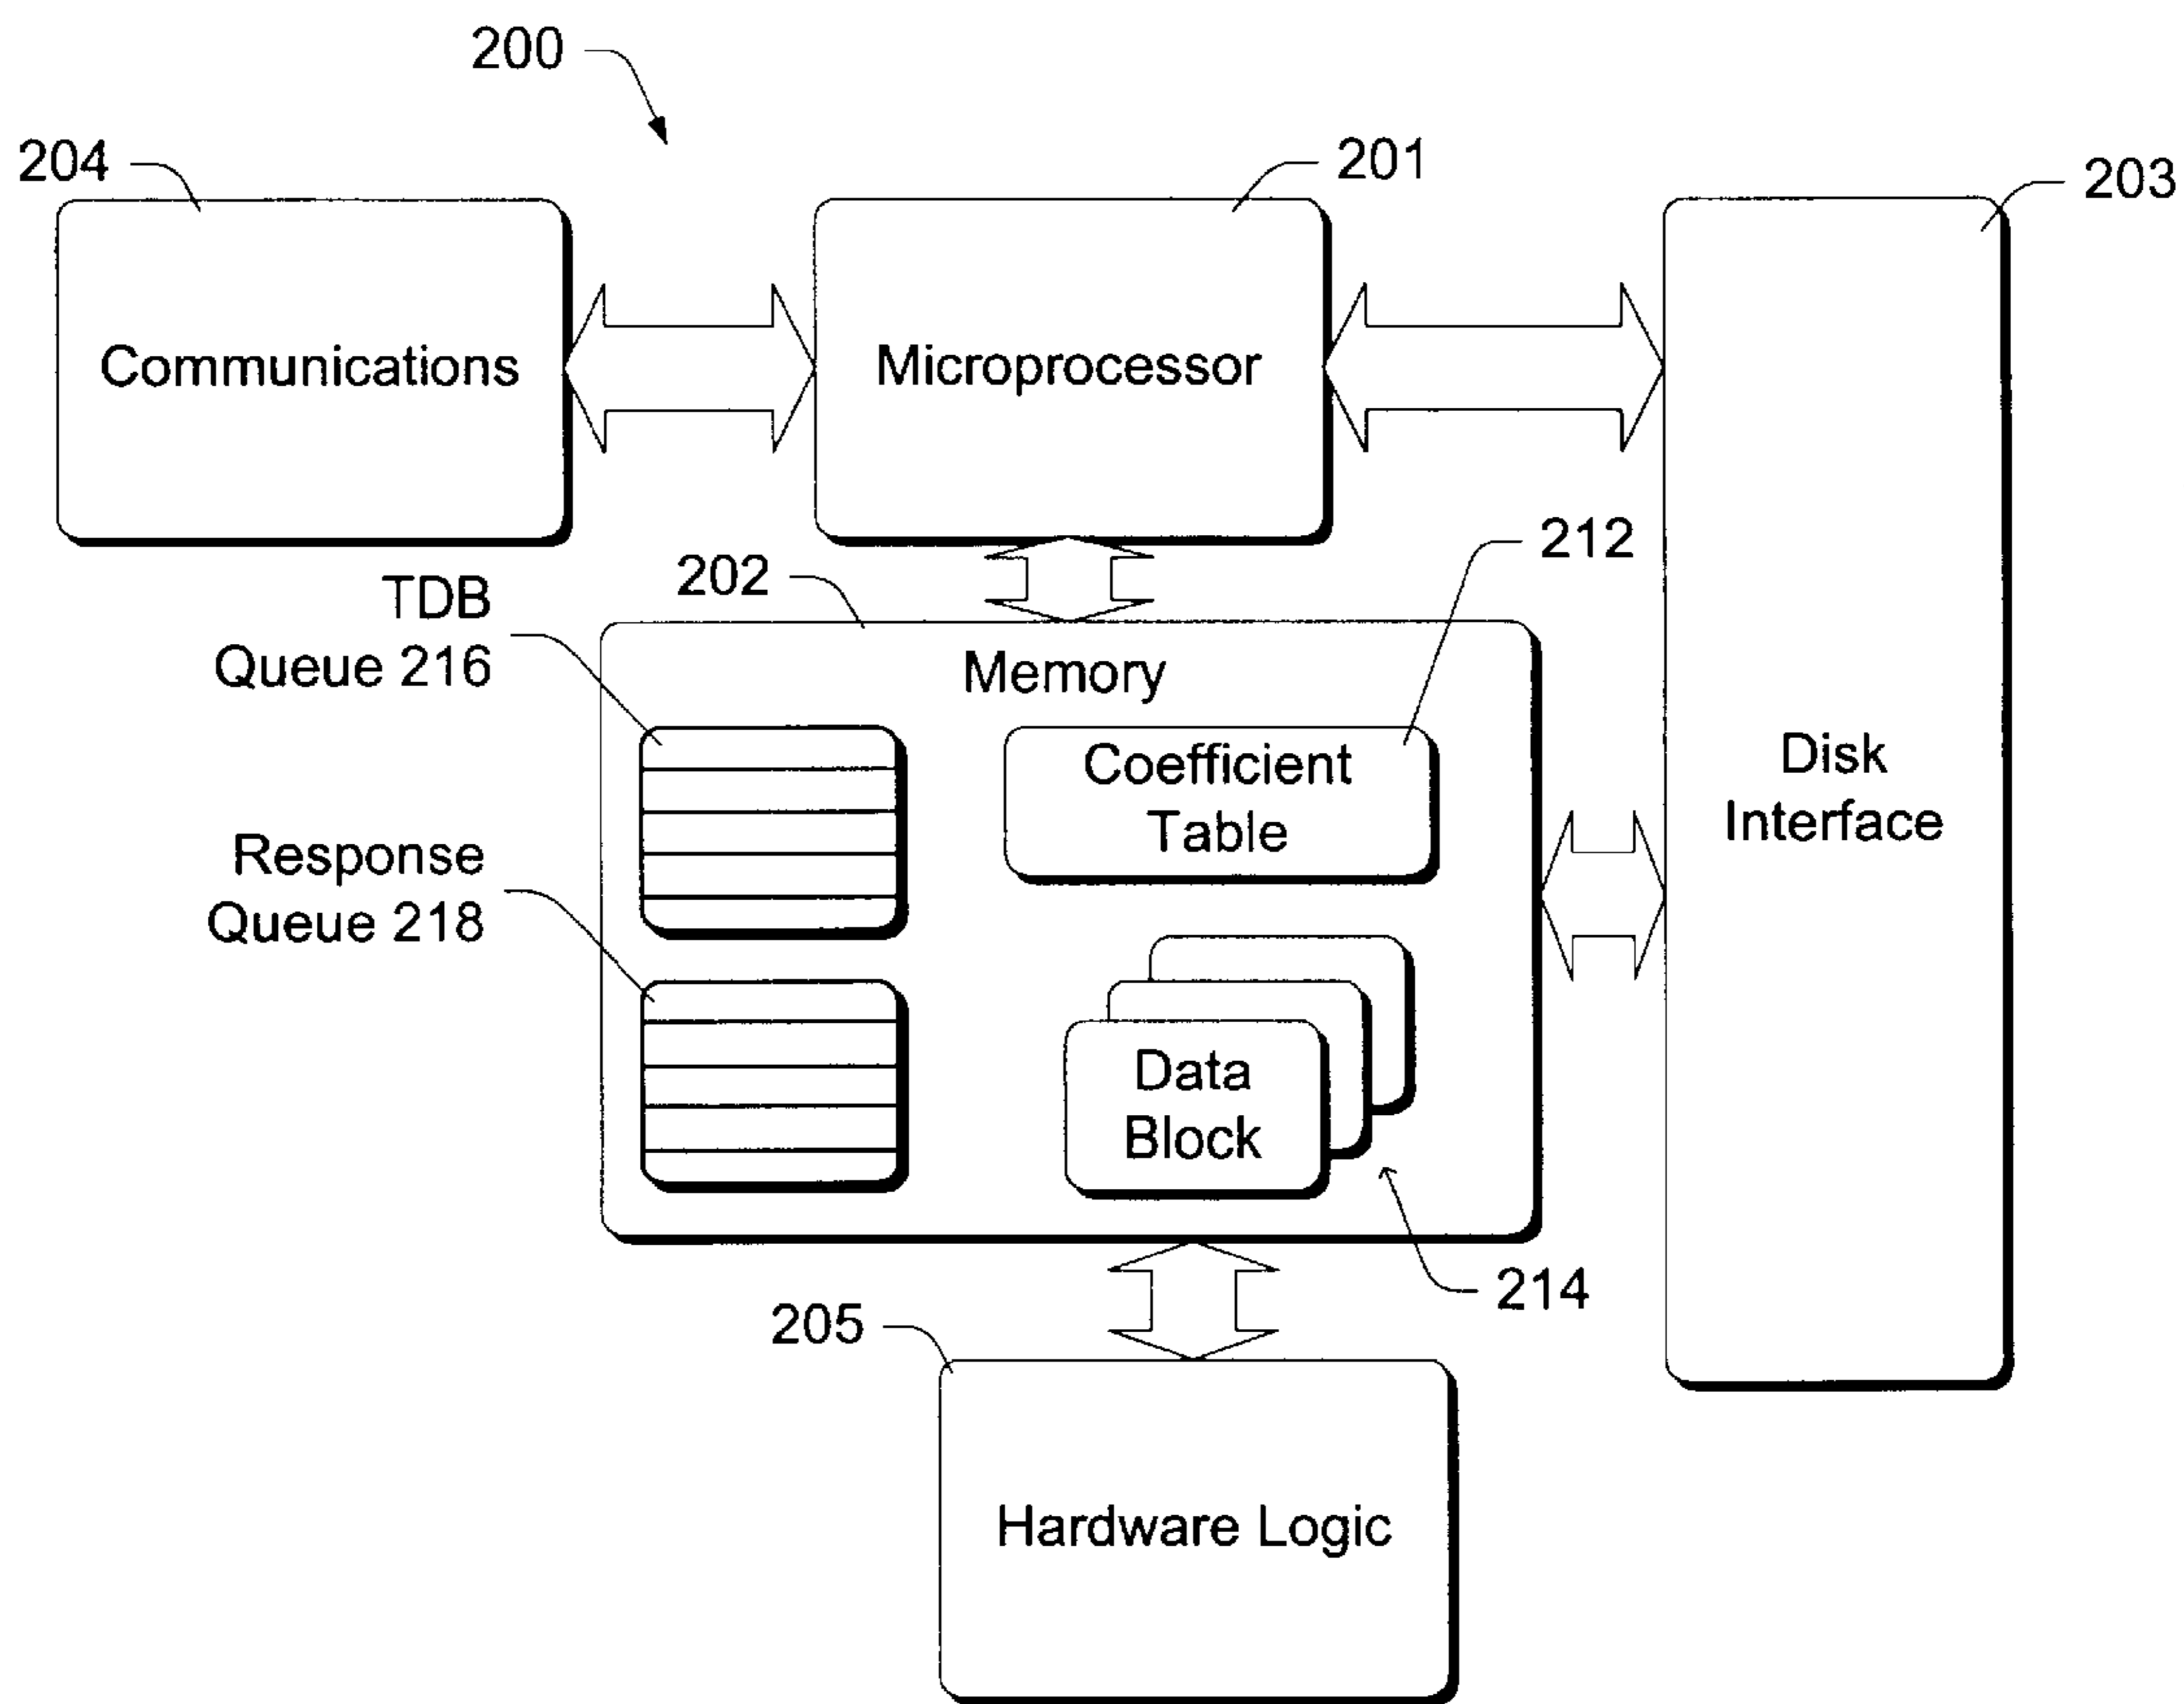 200
204
201
203
Communications
Microprocessor
212
TDB
Queue 216
202
Memory
Coefficient
Table
Disk
Interface
Response
Queue 218
Data
Block
214
205
Hardware Logic